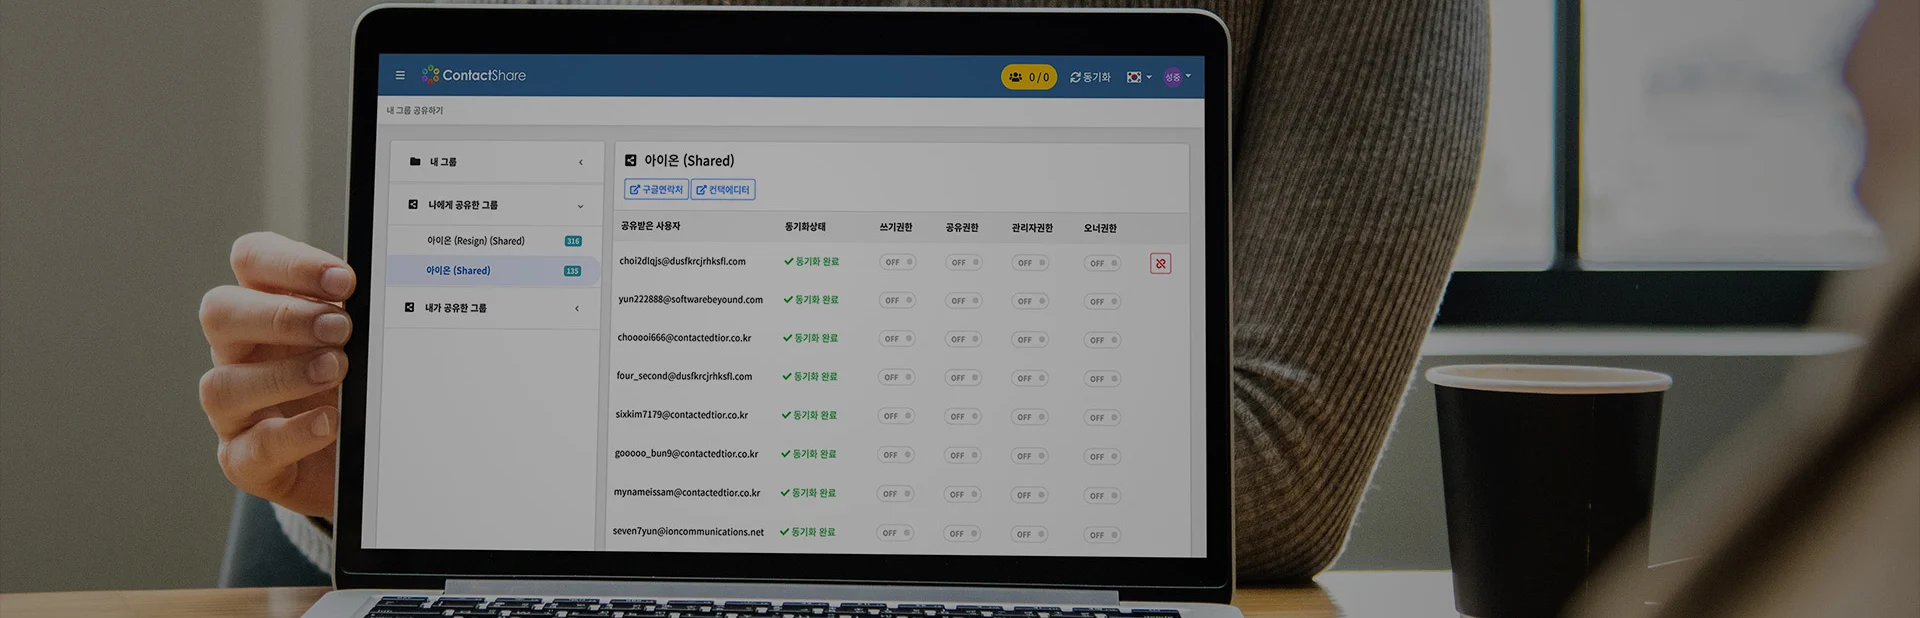 ContactShare
0 / 0
동기화
성중
내 그룹 공유하기
내 그룹
나에게 공유한 그룹
아이온 (Resign) (Shared) 316
아이온 (Shared) 135
내가 공유한 그룹
아이온 (Shared)
구글연락처 컨택에디터
공유받은 사용자 동기화상태 쓰기권한 공유권한 관리자권한 오너권한
choi2dlqjs@dusfkrcjrhksfl.com 동기화 완료 OFF OFF OFF OFF
yun222888@softwarebeyound.com 동기화 완료 OFF OFF OFF OFF
chooooi666@contactedtior.co.kr 동기화 완료 OFF OFF OFF OFF
four_second@dusfkrcjrhksfl.com 동기화 완료 OFF OFF OFF OFF
sixkim7179@contactedtior.co.kr 동기화 완료 OFF OFF OFF OFF
gooooo_bun9@contactedtior.co.kr 동기화 완료 OFF OFF OFF OFF
mynameissam@contactedtior.co.kr 동기화 완료 OFF OFF OFF OFF
seven7yun@ioncommunications.net 동기화 완료 OFF OFF OFF OFF